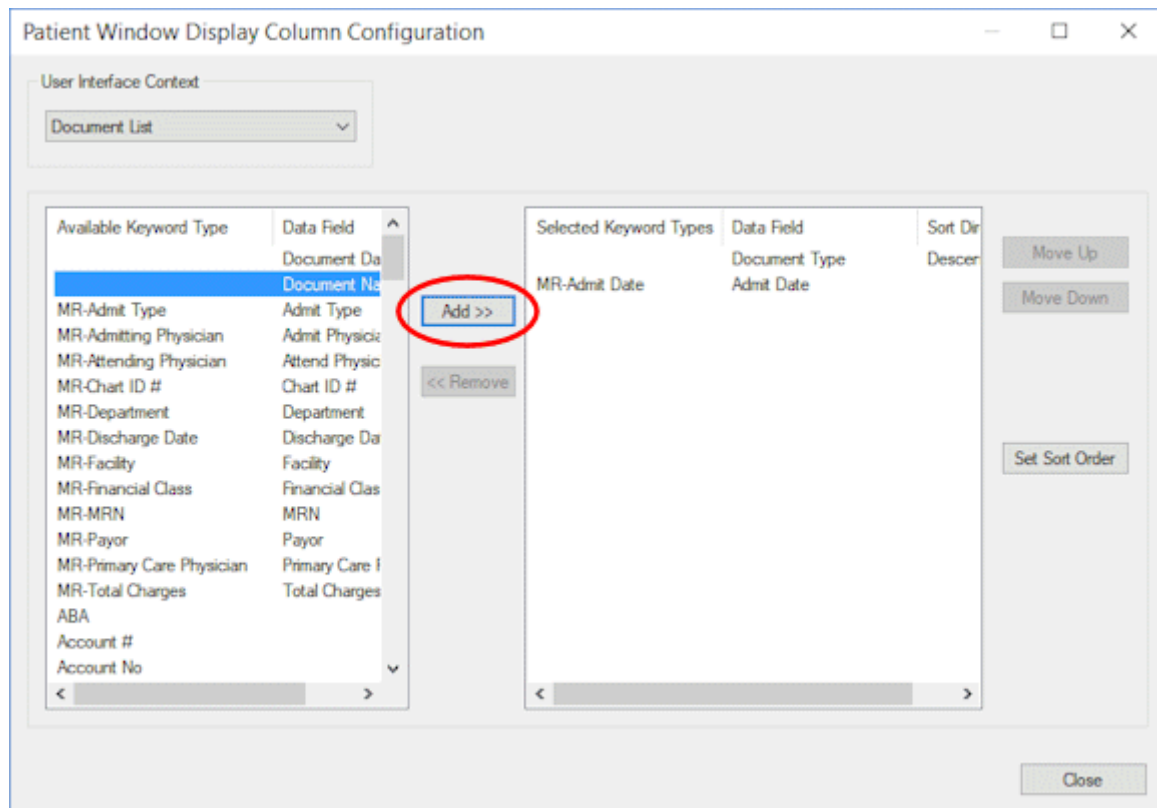 Patient Window Display Column Configuration
User Interface Context
Document List
Available Keyword Type Data Field
Document Da
Document Na
MR-Admit Type Admit Type
MR-Admitting Physician Admit Physicia
MR-Attending Physician Attend Physic
MR-Chart ID # Chart ID #
MR-Department Department
MR-Discharge Date Discharge Da
MR-Facility Facility
MR-Financial Class Financial Clas
MR-MRN MRN
MR-Payor Payor
MR-Primary Care Physician Primary Care
MR-Total Charges Total Charges
ABA
Account #
Account No
Add >>
<< Remove
Selected Keyword Types Data Field Sort Dir
Document Type Descen
MR-Admit Date Admit Date
Move Up
Move Down
Set Sort Order
Close